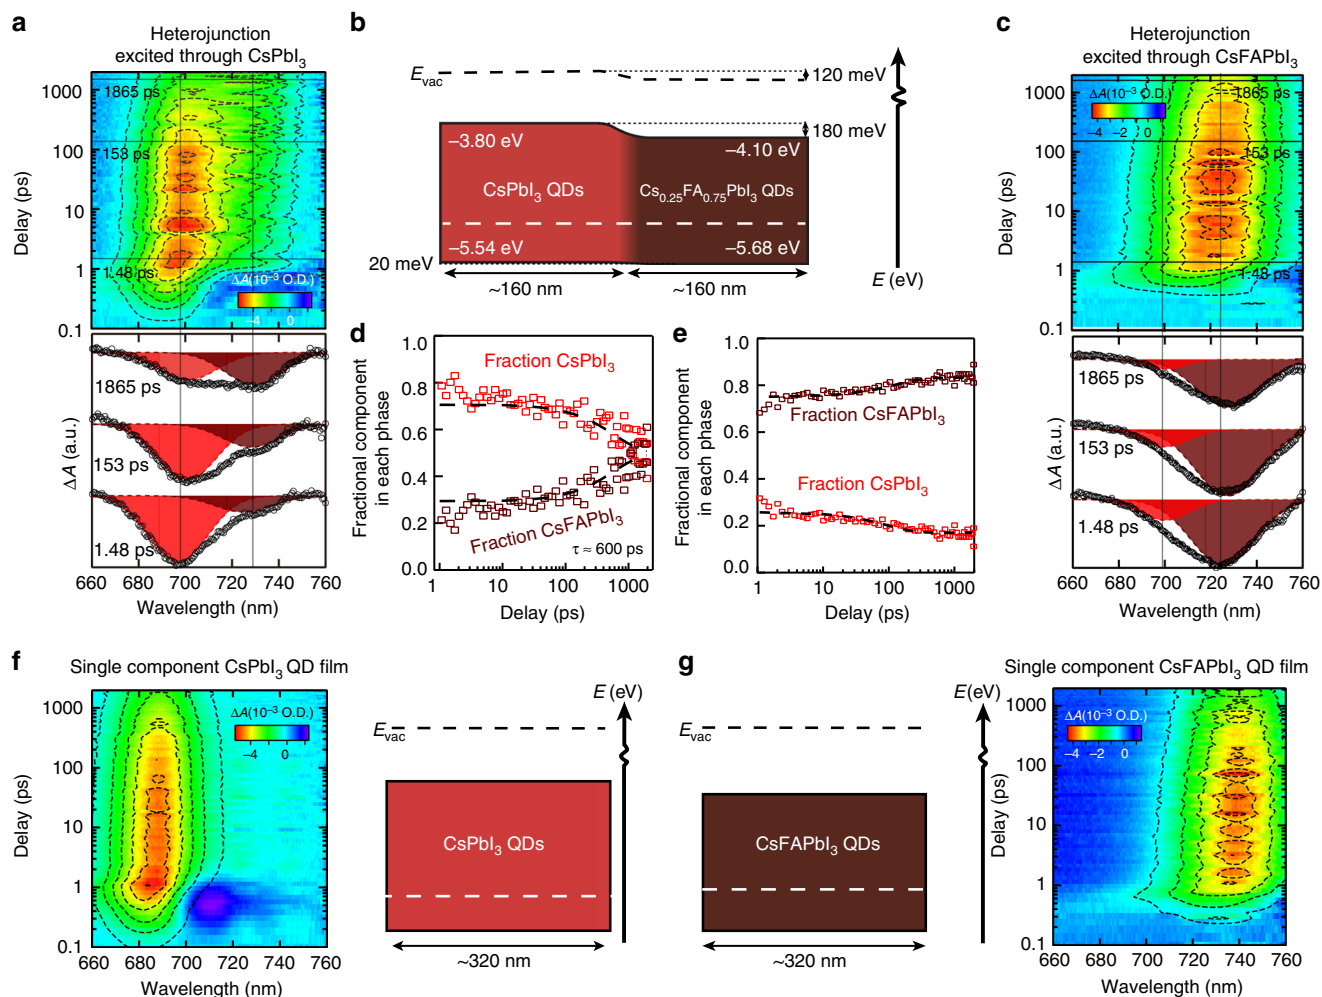 a
Heterojunction
excited through CsPbI₃
1000
100
10
1
0.1
Delay (ps)
1865 ps
153 ps
1.48 ps
ΔA(10⁻³ O.D.)
−4 0
1865 ps
153 ps
1.48 ps
ΔA (a.u.)
660 680 700 720 740 760
Wavelength (nm)
b
E_vac
120 meV
180 meV
−3.80 eV
−4.10 eV
CsPbI₃ QDs
Cs₀.₂₅FA₀.₇₅PbI₃ QDs
−5.54 eV
−5.68 eV
20 meV
~160 nm
~160 nm
E (eV)
c
Heterojunction
excited through CsFAPbI₃
1000
100
10
1
0.1
Delay (ps)
ΔA(10⁻³ O.D.)
−4 −2 0
1865 ps
153 ps
1.48 ps
1865 ps
153 ps
1.48 ps
ΔA (a.u.)
660 680 700 720 740 760
Wavelength (nm)
d
Fraction CsPbI₃
Fraction CsFAPbI₃
τ ≈ 600 ps
1.0
0.8
0.6
0.4
0.2
0.0
Fractional component
in each phase
1 10 100 1000
Delay (ps)
e
Fraction CsFAPbI₃
Fraction CsPbI₃
1.0
0.8
0.6
0.4
0.2
0.0
Fractional component
in each phase
1 10 100 1000
Delay (ps)
f
Single component CsPbI₃ QD film
1000
100
10
1
0.1
Delay (ps)
ΔA(10⁻³ O.D.)
−4 0
660 680 700 720 740 760
Wavelength (nm)
E (eV)
E_vac
CsPbI₃ QDs
~320 nm
g
Single component CsFAPbI₃ QD film
E (eV)
E_vac
CsFAPbI₃ QDs
~320 nm
1000
100
10
1
0.1
Delay (ps)
ΔA(10⁻³ O.D.)
−4 −2 0
660 680 700 720 740 760
Wavelength (nm)